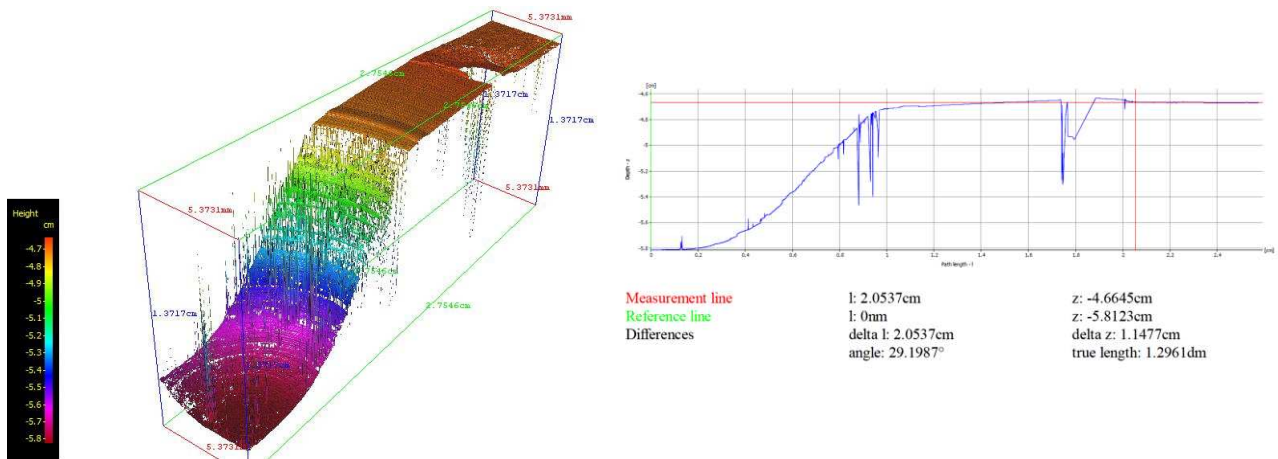 5.3731mm
2.7546cm
1.3717cm
1.3717cm
5.3731mm
5.3731mm
Height
cm
-4.7
-4.8
-4.9
-5
-5.1
-5.2
-5.3
-5.4
-5.5
-5.6
-5.7
-5.8
1.3717cm
2.7546cm
[cm]
-4.8
-5
-5.2
-5.4
-5.6
-5.8
Depth - z
0
0.2
0.4
0.6
0.8
1
1.2
1.4
1.6
1.8
2
2.2
2.4
[cm]
Path length - l
Measurement line l: 2.0537cm z: -4.6645cm
Reference line l: 0nm z: -5.8123cm
Differences delta l: 2.0537cm delta z: 1.1477cm
angle: 29.1987° true length: 1.2961dm